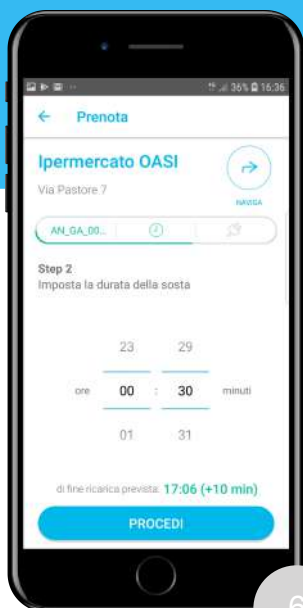 36% 16:36
← Prenota
Ipermercato OASI
Via Pastore 7
NAVIGA
AN_GA_00...
Step 2
Imposta la durata della sosta
23 29
ore 00 : 30 minuti
01 31
di fine ricarica prevista: 17:06 (+10 min)
PROCEDI